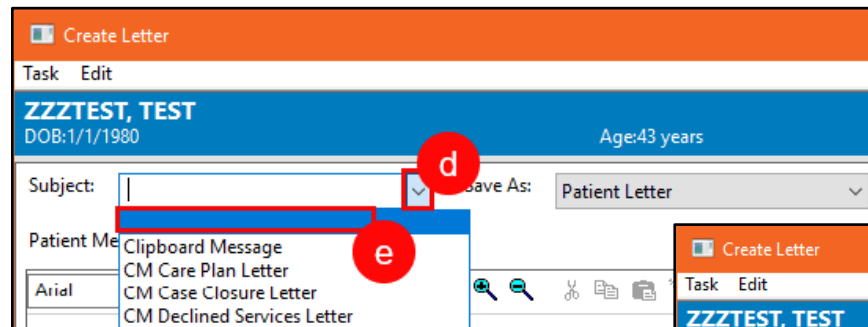 Create Letter
Task Edit
ZZZTEST, TEST
DOB:1/1/1980 Age:43 years
d
Subject: Save As: Patient Letter
e
Patient Me
Clipboard Message
CM Care Plan Letter
Arial
CM Case Closure Letter
CM Declined Services Letter
Create Letter
Task Edit
ZZZTEST, TEST